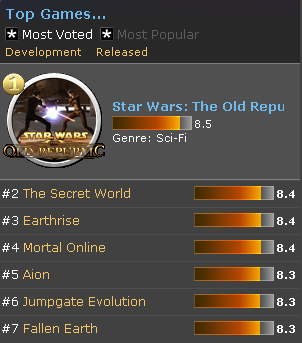 Top Games...
* Most Voted * Most Popular
Development Released
1
STAR WARS
OLD REPUBLIC
Star Wars: The Old Repu
8.5
Genre: Sci-Fi
#2 The Secret World 8.4
#3 Earthrise 8.4
#4 Mortal Online 8.4
#5 Aion 8.3
#6 Jumpgate Evolution 8.3
#7 Fallen Earth 8.3